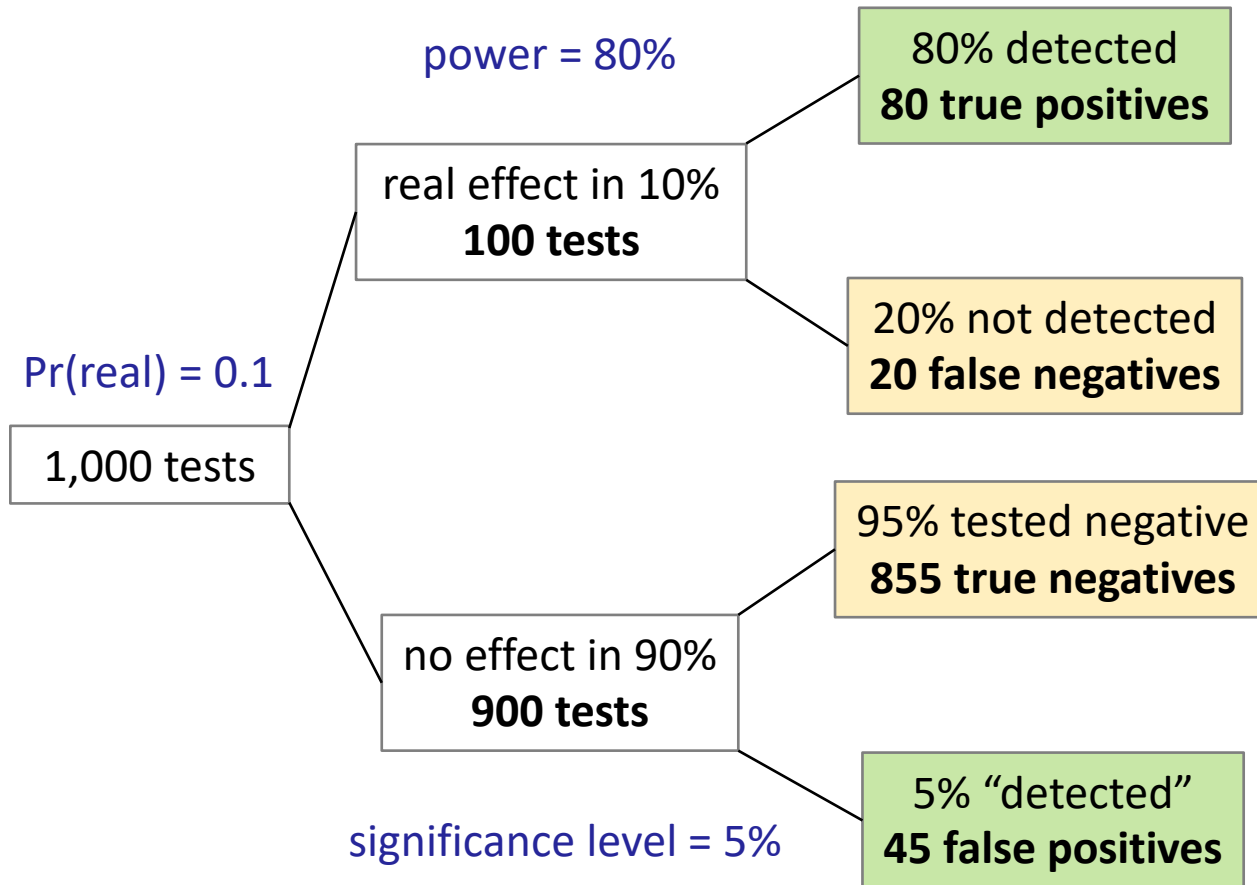 power = 80%
80% detected
80 true positives
real effect in 10%
100 tests
20% not detected
20 false negatives
Pr(real) = 0.1
1,000 tests
95% tested negative
855 true negatives
no effect in 90%
900 tests
5% “detected”
45 false positives
significance level = 5%